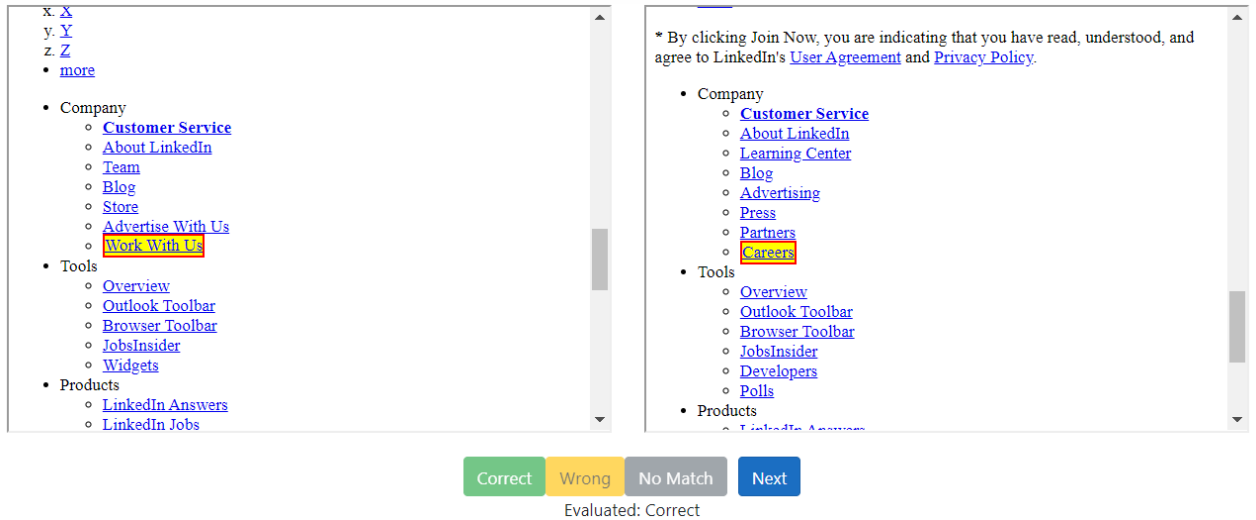 x. X
y. Y
z. Z
• more
• Company
◦ Customer Service
◦ About LinkedIn
◦ Team
◦ Blog
◦ Store
◦ Advertise With Us
◦ Work With Us
• Tools
◦ Overview
◦ Outlook Toolbar
◦ Browser Toolbar
◦ JobsInsider
◦ Widgets
• Products
◦ LinkedIn Answers
◦ LinkedIn Jobs
* By clicking Join Now, you are indicating that you have read, understood, and
agree to LinkedIn's User Agreement and Privacy Policy.
• Company
◦ Customer Service
◦ About LinkedIn
◦ Learning Center
◦ Blog
◦ Advertising
◦ Press
◦ Partners
◦ Careers
• Tools
◦ Overview
◦ Outlook Toolbar
◦ Browser Toolbar
◦ JobsInsider
◦ Developers
◦ Polls
• Products
◦ LinkedIn Answers
Correct Wrong No Match Next
Evaluated: Correct